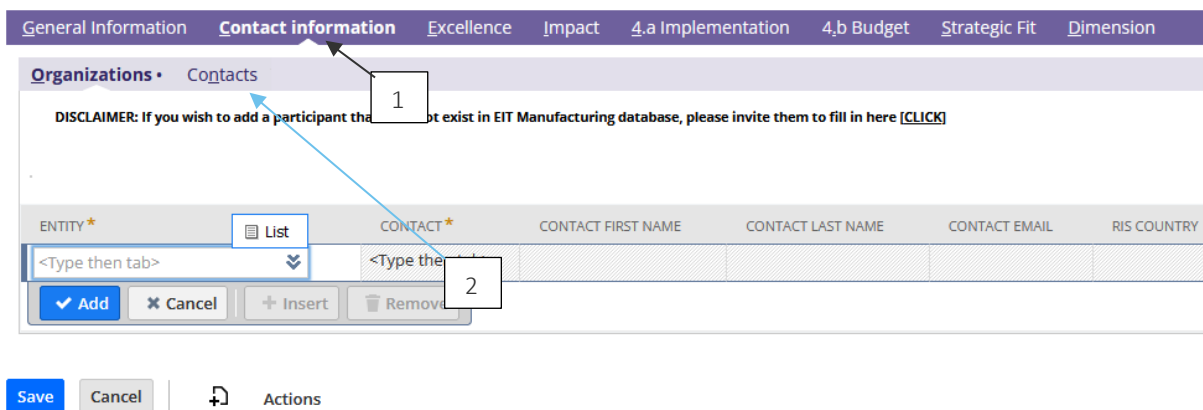 General Information Contact information Excellence Impact 4.a Implementation 4.b Budget Strategic Fit Dimension
Organizations • Contacts
1
DISCLAIMER: If you wish to add a participant tha ot exist in EIT Manufacturing database, please invite them to fill in here [CLICK]
ENTITY* CONTACT* CONTACT FIRST NAME CONTACT LAST NAME CONTACT EMAIL RIS COUNTRY
List
<Type then tab> <Type the
2
Add Cancel Insert Remove
Save Cancel Actions